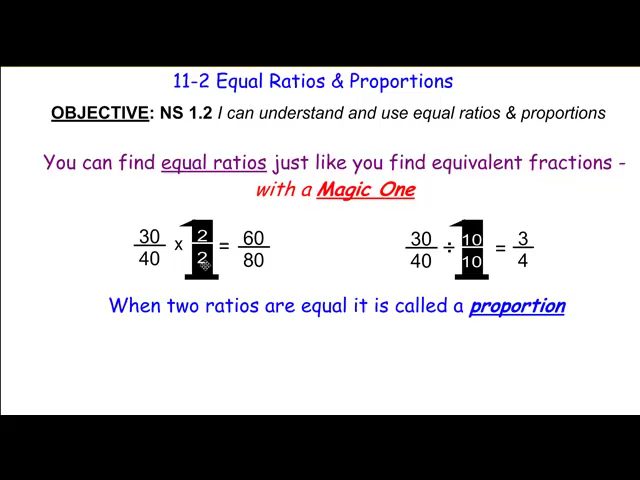 11-2 Equal Ratios & Proportions
OBJECTIVE: NS 1.2 I can understand and use equal ratios & proportions
You can find equal ratios just like you find equivalent fractions -
with a Magic One
30/40 x 2/2 = 60/80
30/40 ÷ 10/10 = 3/4
When two ratios are equal it is called a proportion